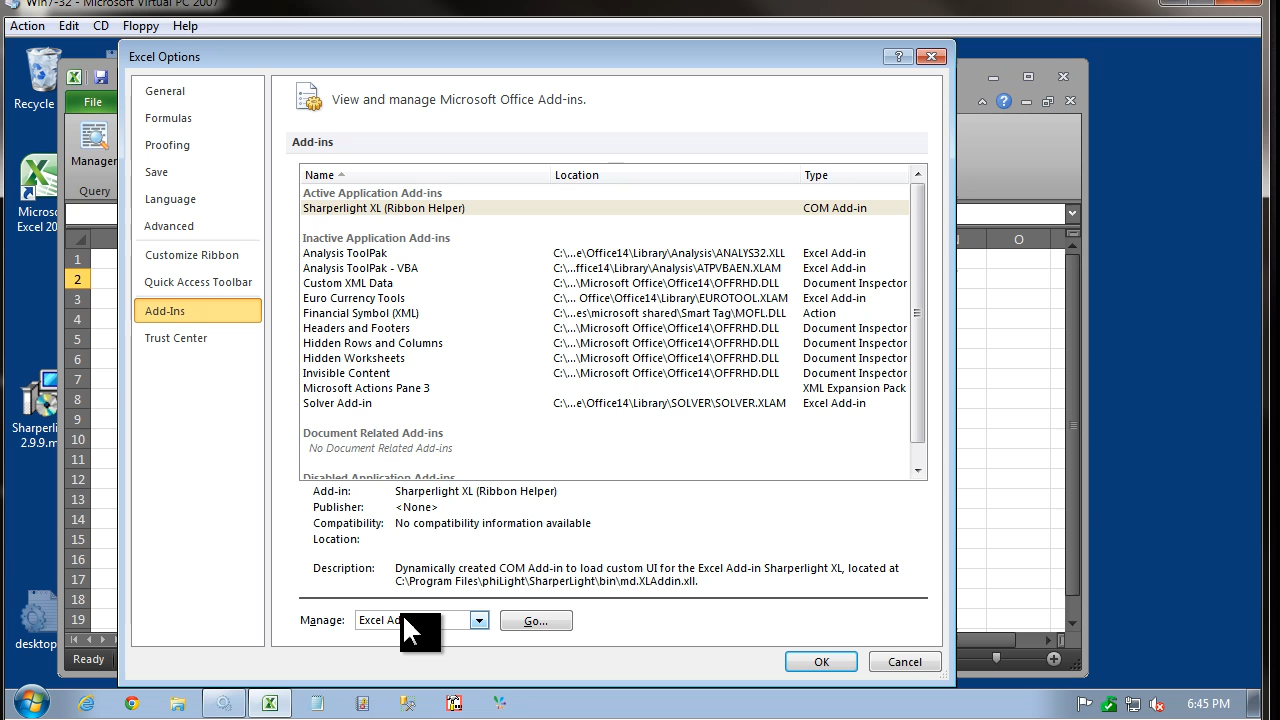 Win7-32 - Microsoft Virtual PC 2007
Action Edit CD Floppy Help
Excel Options
Recycle
File
Manager
Query
Micros
Excel 20
Sharperli
2.9.9.m
desktop
General
Formulas
Proofing
Save
Language
Advanced
Customize Ribbon
Quick Access Toolbar
Add-Ins
Trust Center
View and manage Microsoft Office Add-ins.
Add-ins
Name Location Type
Active Application Add-ins
Sharperlight XL (Ribbon Helper) COM Add-in
Inactive Application Add-ins
Analysis ToolPak C:\...e\Office14\Library\Analysis\ANALYS32.XLL Excel Add-in
Analysis ToolPak - VBA C:\...ffice14\Library\Analysis\ATPVBAEN.XLAM Excel Add-in
Custom XML Data C:\...\Microsoft Office\Office14\OFFRHD.DLL Document Inspector
Euro Currency Tools C:\... Office\Office14\Library\EUROTOOL.XLAM Excel Add-in
Financial Symbol (XML) C:\...es\microsoft shared\Smart Tag\MOFL.DLL Action
Headers and Footers C:\...\Microsoft Office\Office14\OFFRHD.DLL Document Inspector
Hidden Rows and Columns C:\...\Microsoft Office\Office14\OFFRHD.DLL Document Inspector
Hidden Worksheets C:\...\Microsoft Office\Office14\OFFRHD.DLL Document Inspector
Invisible Content C:\...\Microsoft Office\Office14\OFFRHD.DLL Document Inspector
Microsoft Actions Pane 3 XML Expansion Pack
Solver Add-in C:\...e\Office14\Library\SOLVER\SOLVER.XLAM Excel Add-in
Document Related Add-ins
No Document Related Add-ins
Disabled Application Add-ins
Add-in: Sharperlight XL (Ribbon Helper)
Publisher: <None>
Compatibility: No compatibility information available
Location:
Description: Dynamically created COM Add-in to load custom UI for the Excel Add-in Sharperlight XL, located at
C:\Program Files\phiLight\SharperLight\bin\md.XLAddin.xll.
Manage: Excel Ad Go...
OK Cancel
O
1
2
3
4
5
6
7
8
9
10
11
12
13
14
15
16
17
18
19
Ready
6:45 PM